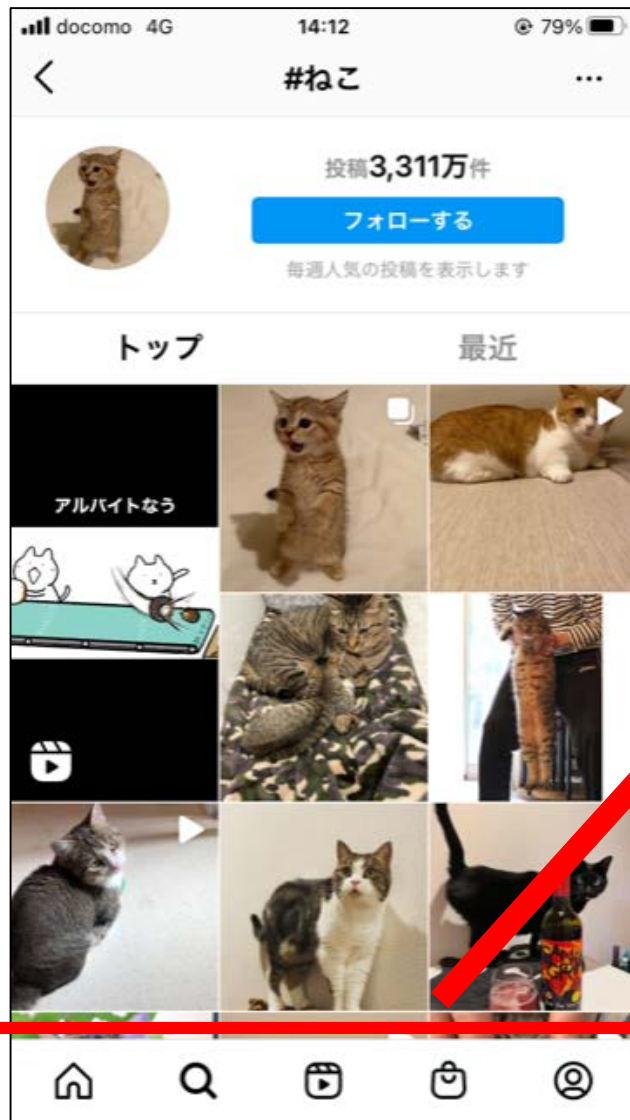 docomo 4G 14:12 79%
#ねこ
投稿3,311万件
フォローする
毎週人気の投稿を表示します
トップ 最近
アルバイトなう